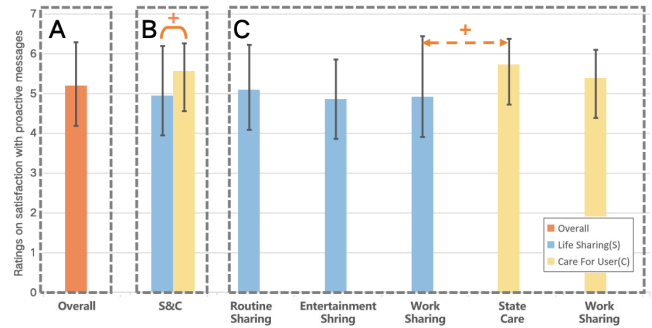 A
B
C
+
+
Ratings on satisfaction with proactive messages
7
6
5
4
3
2
1
0
Overall
Life Sharing(S)
Care For User(C)
Overall
S&C
Routine
Sharing
Entertainment
Shring
Work
Sharing
State
Care
Work
Sharing